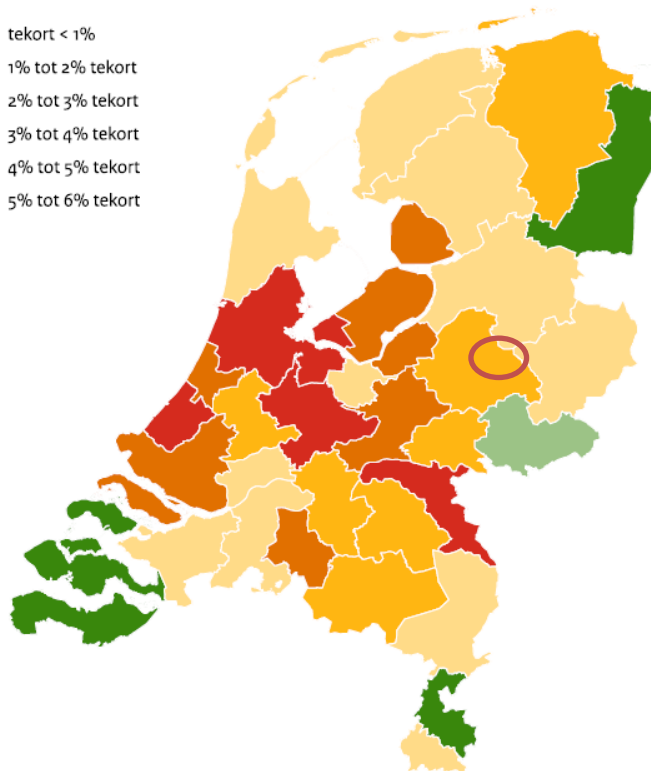 tekort < 1%
1% tot 2% tekort
2% tot 3% tekort
3% tot 4% tekort
4% tot 5% tekort
5% tot 6% tekort